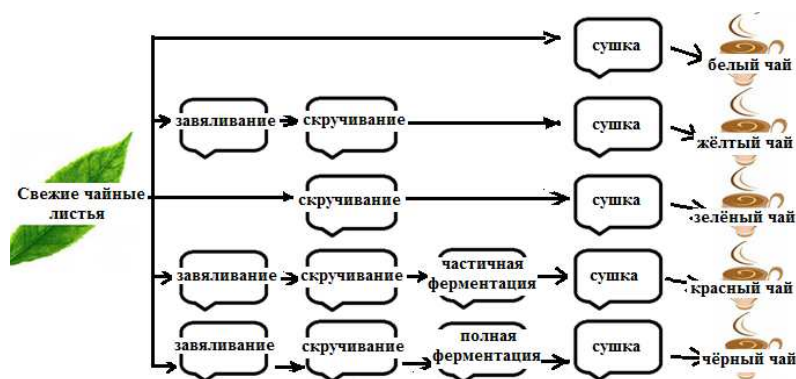 сушка
белый чай
завяливание
скручивание
сушка
жёлтый чай
Свежие чайные
листья
скручивание
сушка
зелёный чай
завяливание
скручивание
частичная
ферментация
сушка
красный чай
завяливание
скручивание
полная
ферментация
сушка
чёрный чай